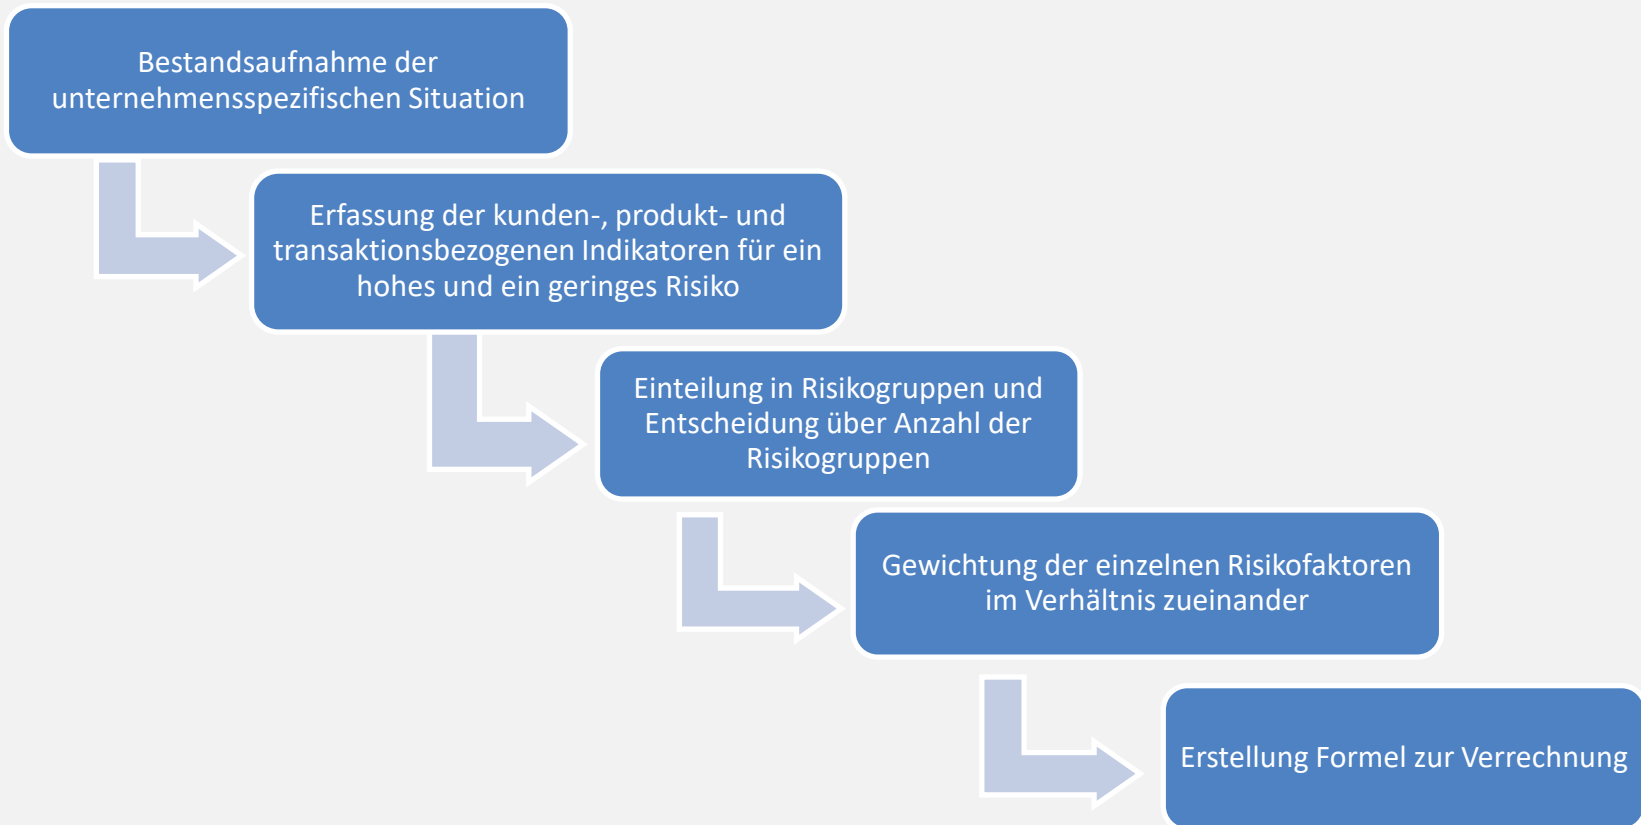 Bestandsaufnahme der
unternehmensspezifischen Situation
Erfassung der kunden-, produkt- und
transaktionsbezogenen Indikatoren für ein
hohes und ein geringes Risiko
Einteilung in Risikogruppen und
Entscheidung über Anzahl der
Risikogruppen
Gewichtung der einzelnen Risikofaktoren
im Verhältnis zueinander
Erstellung Formel zur Verrechnung